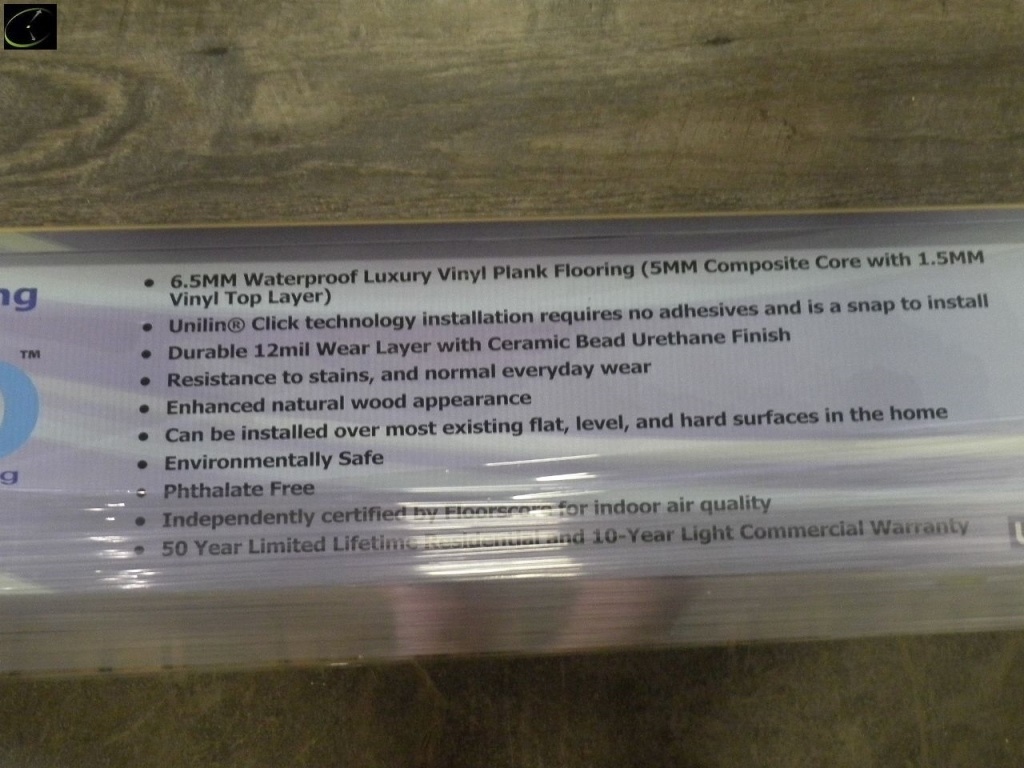 ng
™
g
• 6.5MM Waterproof Luxury Vinyl Plank Flooring (5MM Composite Core with 1.5MM
Vinyl Top Layer)
• Unilin® Click technology installation requires no adhesives and is a snap to install
• Durable 12mil Wear Layer with Ceramic Bead Urethane Finish
• Resistance to stains, and normal everyday wear
• Enhanced natural wood appearance
• Can be installed over most existing flat, level, and hard surfaces in the home
• Environmentally Safe
• Phthalate Free
• Independently certified by Floorscore for indoor air quality
• 50 Year Limited Lifetime Residential and 10-Year Light Commercial Warranty